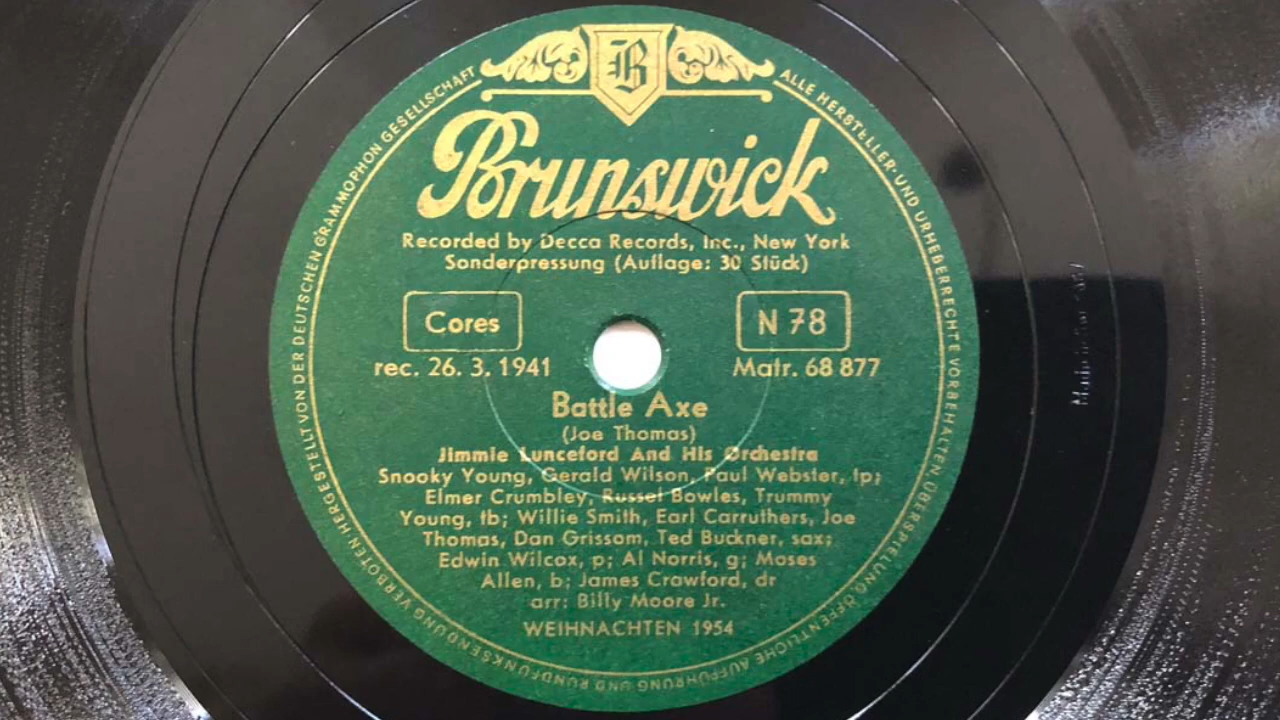 B
Brunswick
Recorded by Decca Records, Inc., New York
Sonderpressung (Auflage: 30 Stück)
Cores
N 78
rec. 26. 3. 1941
Matr. 68 877
Battle Axe
(Joe Thomas)
Jimmie Lunceford And His Orchestra
Snooky Young, Gerald Wilson, Paul Webster, tp;
Elmer Crumbley, Russel Bowles, Trummy
Young, tb; Willie Smith, Earl Carruthers, Joe
Thomas, Dan Grissom, Ted Buckner, sax;
Edwin Wilcox, p; Al Norris, g; Moses
Allen, b; James Crawford, dr
arr: Billy Moore Jr.
WEIHNACHTEN 1954
HERGESTELLT VON DER DEUTSCHEN GRAMMOPHON GESELLSCHAFT
ALLE HERSTELLER- UND URHEBERRECHTE VORBEHALTEN, ÜBERSPIELUNG, ÖFFENTLICHE AUFFÜHRUNG UND RUNDFUNKSENDUNG VERBOTEN
Made